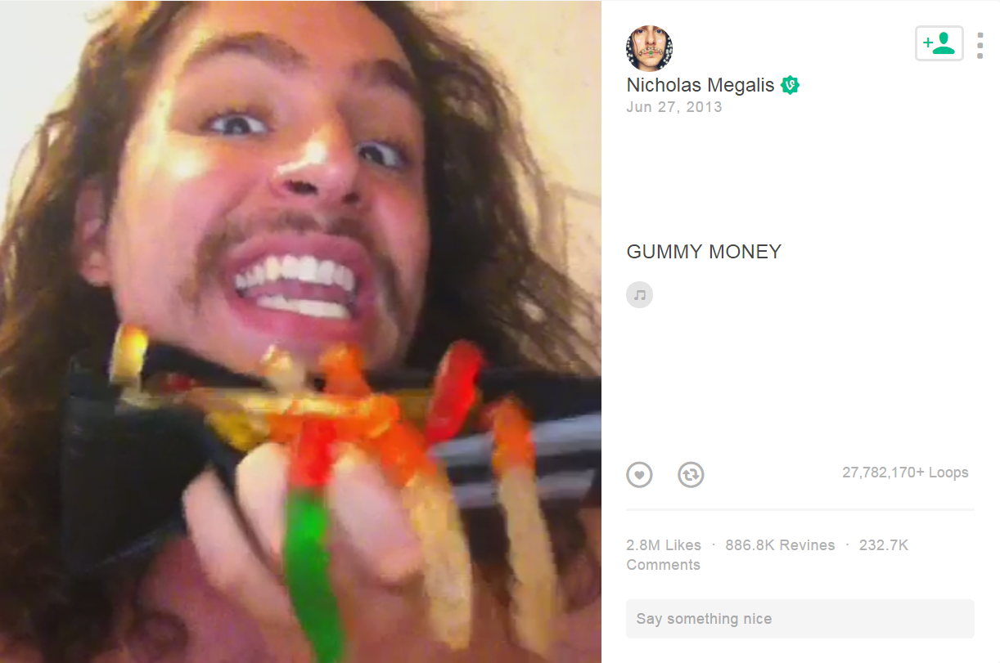 Nicholas Megalis
Jun 27, 2013
GUMMY MONEY
27,782,170+ Loops
2.8M Likes · 886.8K Revines · 232.7K
Comments
Say something nice